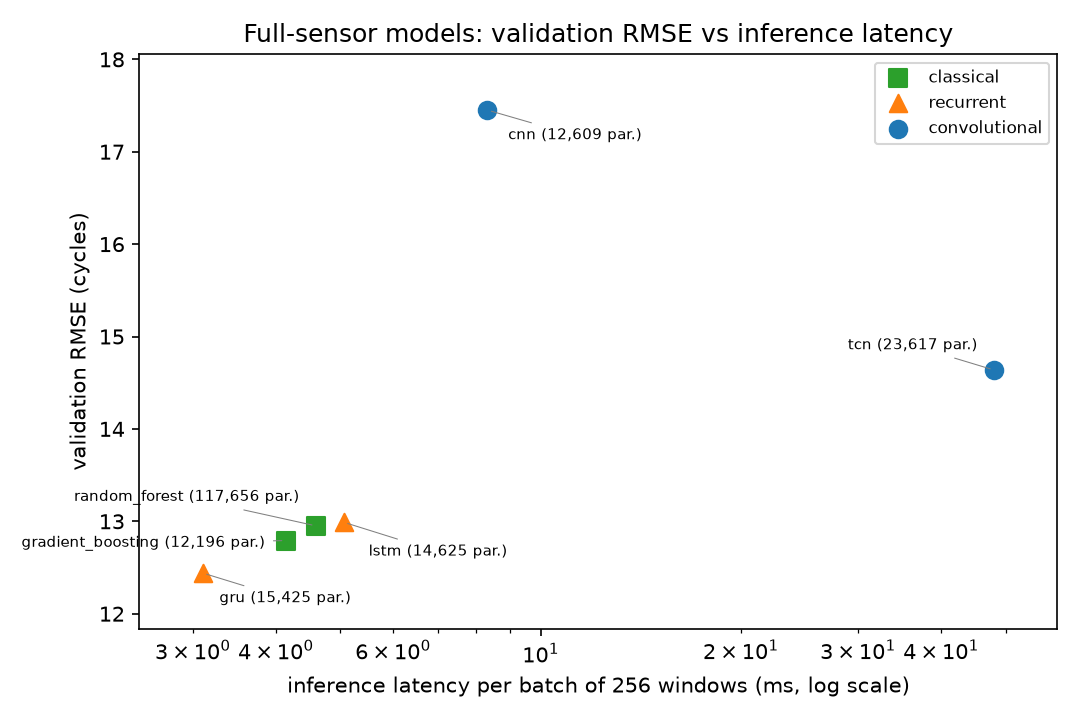 Full-sensor models: validation RMSE vs inference latency
classical
recurrent
convolutional
validation RMSE (cycles)
18
17
16
15
14
13
12
cnn (12,609 par.)
tcn (23,617 par.)
random_forest (117,656 par.)
gradient_boosting (12,196 par.)
lstm (14,625 par.)
gru (15,425 par.)
3 × 10⁰ 4 × 10⁰ 6 × 10⁰ 10¹ 2 × 10¹ 3 × 10¹ 4 × 10¹
inference latency per batch of 256 windows (ms, log scale)